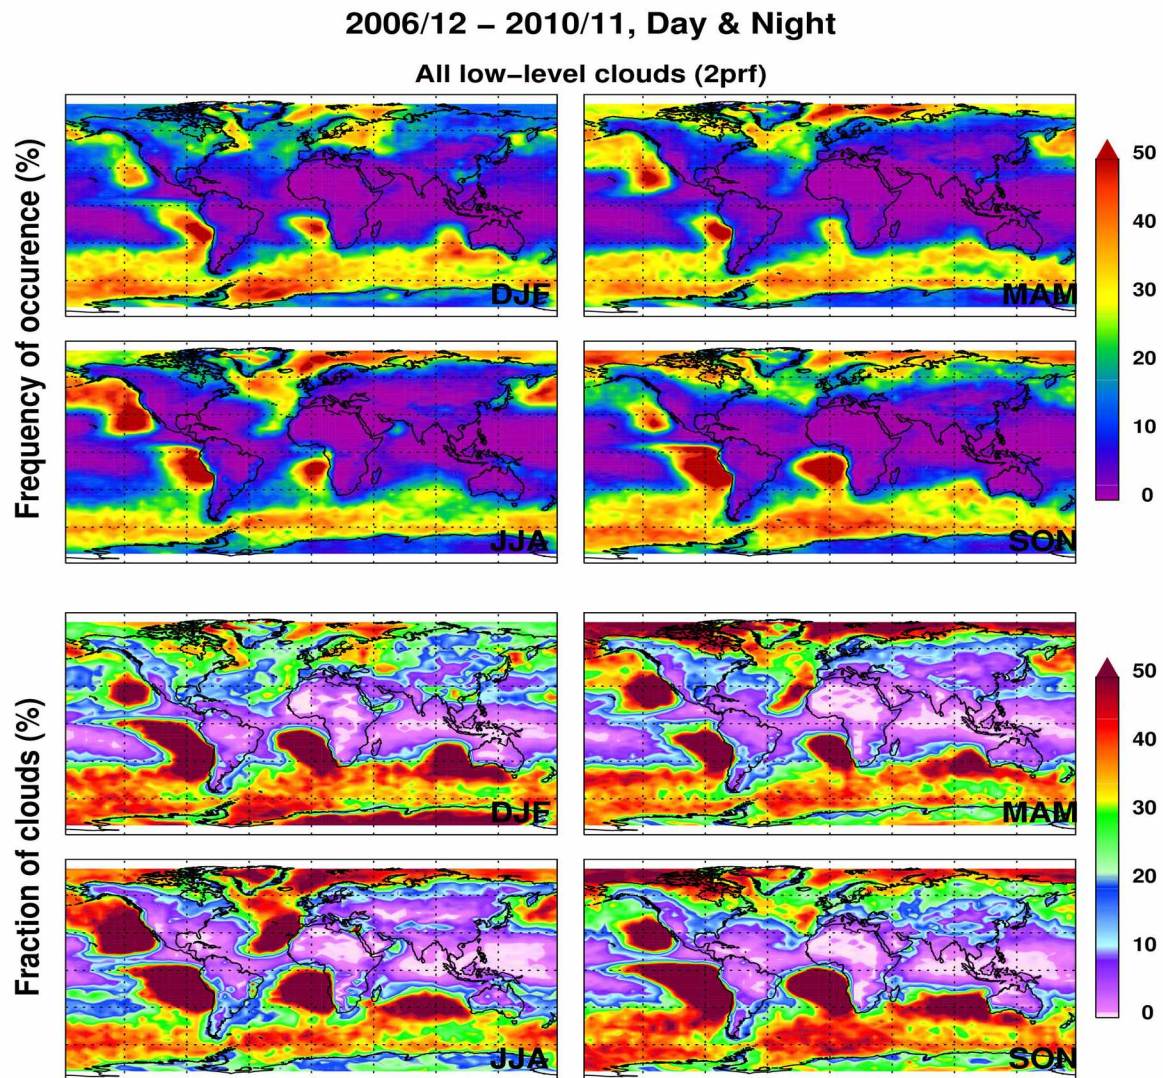 2006/12 – 2010/11, Day & Night
All low–level clouds (2prf)
Frequency of occurence (%)
DJF
MAM
JJA
SON
50
40
30
20
10
0
Fraction of clouds (%)
DJF
MAM
JJA
SON
50
40
30
20
10
0